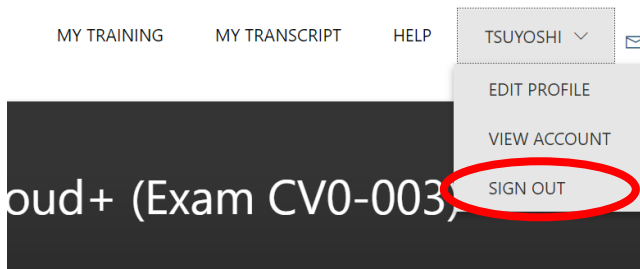 MY TRAINING MY TRANSCRIPT HELP TSUYOSHI
EDIT PROFILE
VIEW ACCOUNT
SIGN OUT
oud+ (Exam CV0-003)